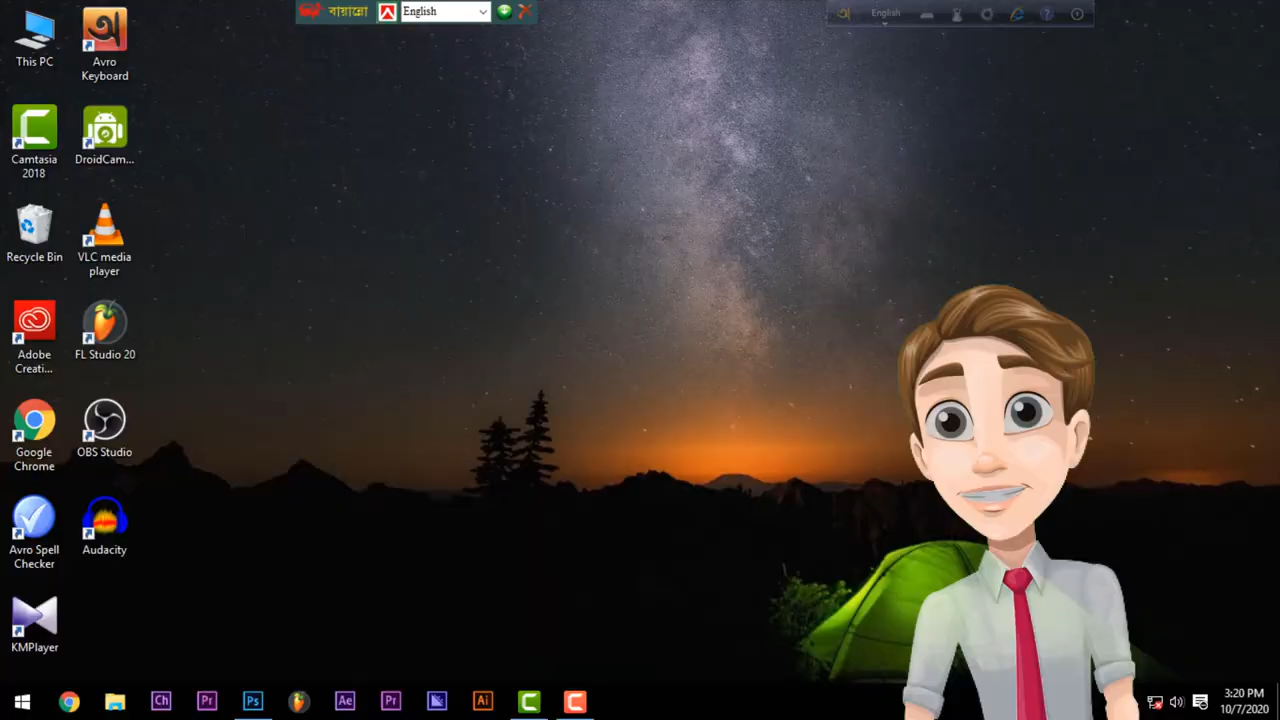 বায়ান্নো
English
English
This PC
Avro
Keyboard
Camtasia
2018
DroidCam...
Recycle Bin
VLC media
player
Adobe
Creati...
FL Studio 20
Google
Chrome
OBS Studio
Avro Spell
Checker
Audacity
KMPlayer
Ch
Pr
Ps
Ae
Pr
Ai
3:20 PM
10/7/2020